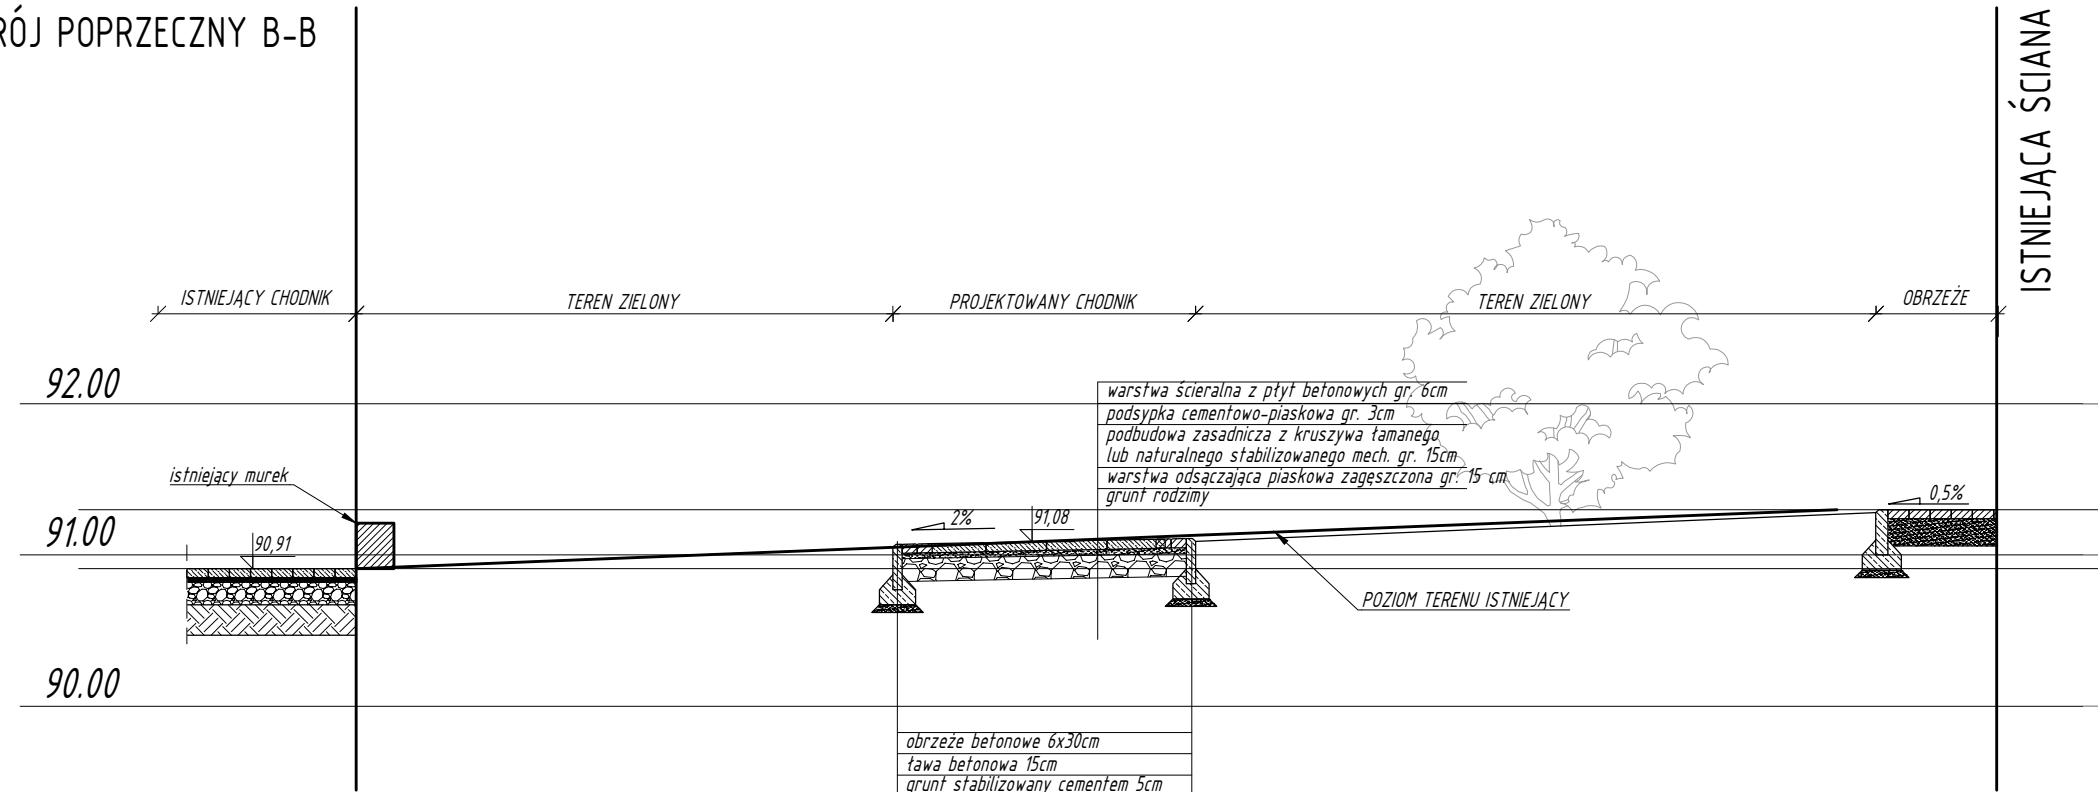 RÓJ POPRZECZNY B-B
ISTNIEJĄCA ŚCIANA
ISTNIEJĄCY CHODNIK
TEREN ZIELONY
PROJEKTOWANY CHODNIK
TEREN ZIELONY
OBRZEŻE
92.00
warstwa ścieralna z płyt betonowych gr. 6cm
podsypka cementowo-piaskowa gr. 3cm
podbudowa zasadnicza z kruszywa łamanego
lub naturalnego stabilizowanego mech. gr. 15cm
warstwa odsączająca piaskowa zagęszczona gr. 15 cm
grunt rodzimy
istniejący murek
0,5%
91.00
90,91
2%
91,08
POZIOM TERENU ISTNIEJĄCY
90.00
obrzeże betonowe 6x30cm
ława betonowa 15cm
grunt stabilizowany cementem 5cm